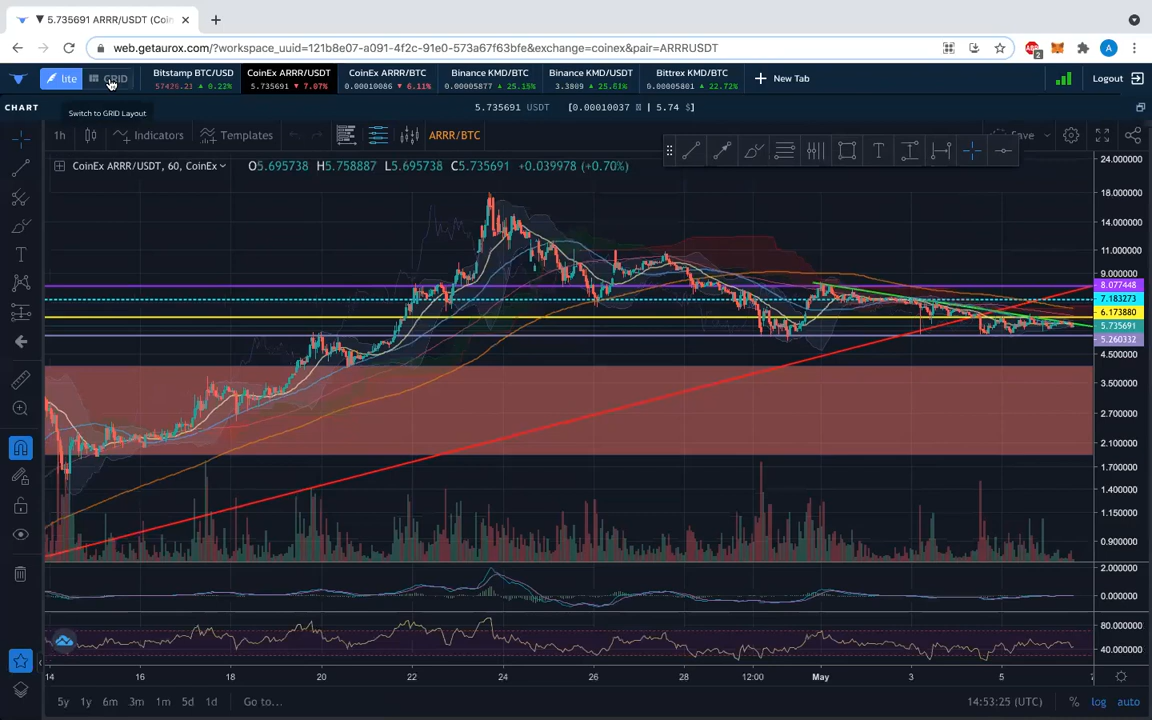 ▼ 5.735691 ARRR/USDT (Coin
web.getaurox.com/?workspace_uuid=121b8e07-a091-4f2c-91e0-573a67f63bfe&exchange=coinex&pair=ARRRUSDT
2
A
lite
GRID
Bitstamp BTC/USD
57426.21 ▲ 0.22%
CoinEx ARRR/USDT
5.735691 ▼ 7.07%
CoinEx ARRR/BTC
0.00010086 ▼ 6.11%
Binance KMD/BTC
0.00005877 ▲ 25.15%
Binance KMD/USDT
3.3809 ▲ 25.61%
Bittrex KMD/BTC
0.00005801 ▲ 22.72%
New Tab
Logout
CHART
Switch to GRID Layout
5.735691 USDT [0.00010037 | 5.74 $]
1h
Indicators
Templates
ARRR/BTC
Save
CoinEx ARRR/USDT, 60, CoinEx
O5.695738 H5.758887 L5.695738 C5.735691 +0.039978 (+0.70%)
24.000000
18.000000
14.000000
11.000000
9.000000
8.077448
7.183273
6.173880
5.735691
5.260332
4.500000
3.500000
2.700000
2.100000
1.700000
1.400000
1.150000
0.900000
2.000000
0.000000
80.000000
40.000000
14 16 18 20 22 24 26 28 12:00 May 3 5 7
5y 1y 6m 3m 1m 5d 1d Go to...
14:53:25 (UTC) % log auto